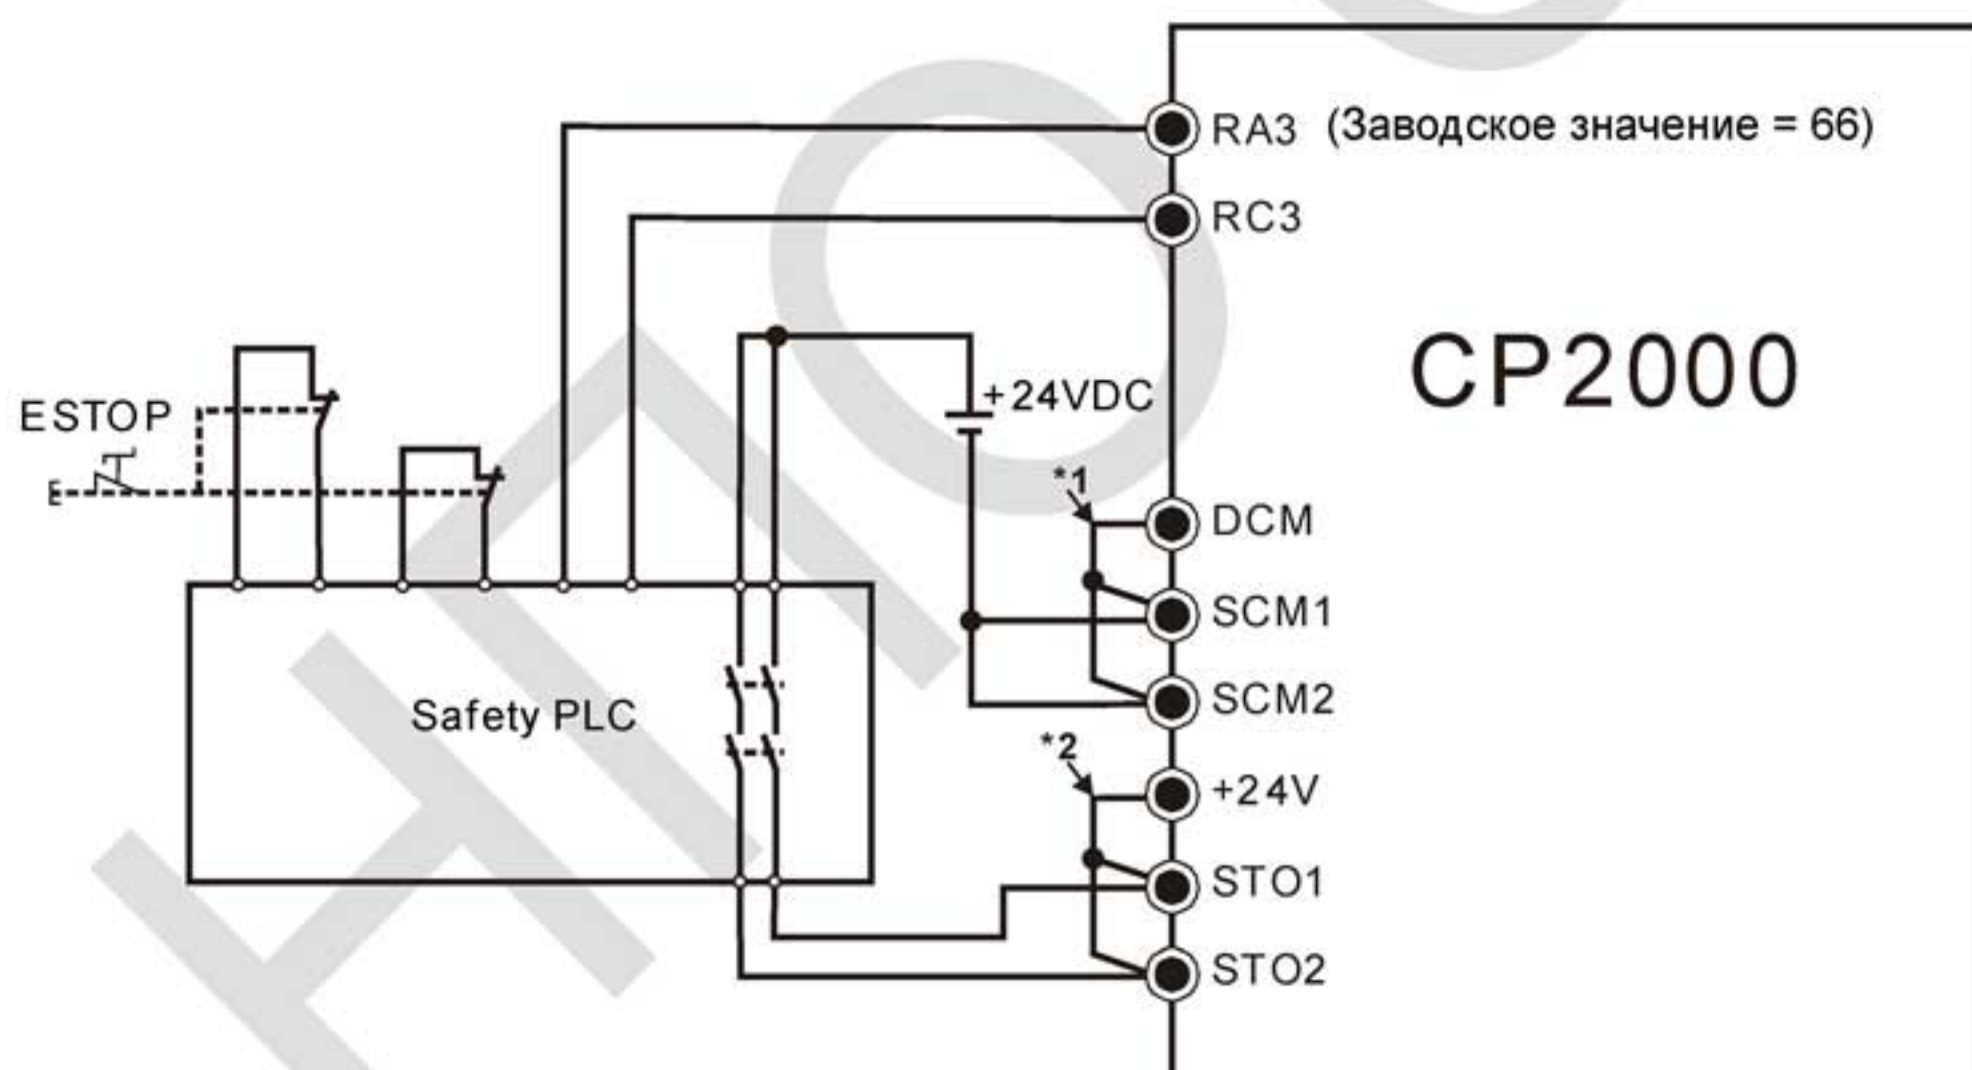 RA3 (Заводское значение = 66)
RC3
CP2000
+24VDC
ESTOP
*1
DCM
SCM1
SCM2
Safety PLC
*2
+24V
STO1
STO2